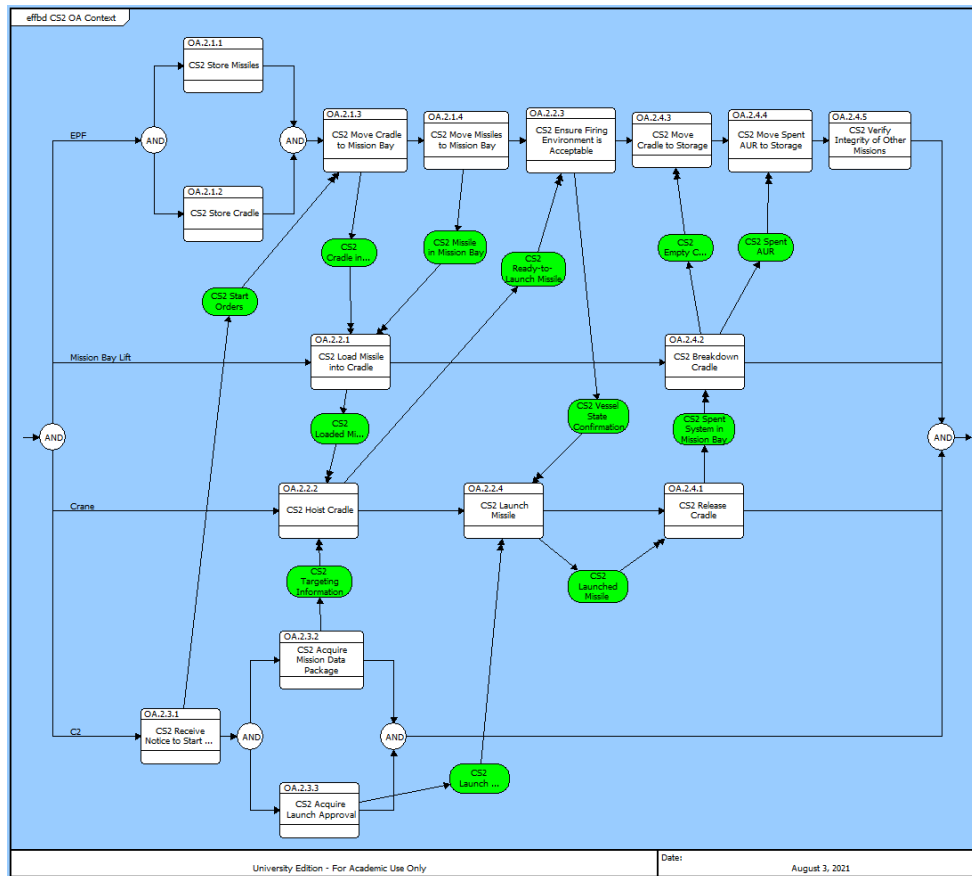 effbd CS2 OA Context
OA.2.1.1
CS2 Store Missiles
EPF
AND
AND
OA.2.1.2
CS2 Store Cradle
OA.2.1.3
CS2 Move Cradle
to Mission Bay
OA.2.1.4
CS2 Move Missiles
to Mission Bay
OA.2.2.3
CS2 Ensure Firing
Environment is
Acceptable
OA.2.4.3
CS2 Move
Cradle to Storage
OA.2.4.4
CS2 Move Spent
AUR to Storage
OA.2.4.5
CS2 Verify
Integrity of Other
Missions
CS2
Cradle in...
CS2 Missile
in Mission Bay
CS2
Ready-to-
Launch Missile
CS2
Empty C...
CS2 Spent
AUR
CS2 Start
Orders
Mission Bay Lift
OA.2.2.1
CS2 Load Missile
into Cradle
OA.2.4.2
CS2 Breakdown
Cradle
CS2
Loaded Mi...
CS2 Vessel
State
Confirmation
CS2 Spent
System in
Mission Bay
AND
AND
Crane
OA.2.2.2
CS2 Hoist Cradle
OA.2.2.4
CS2 Launch
Missile
OA.2.4.1
CS2 Release
Cradle
CS2
Targeting
Information
CS2
Launched
Missile
OA.2.3.2
CS2 Acquire
Mission Data
Package
C2
OA.2.3.1
CS2 Receive
Notice to Start ...
AND
AND
OA.2.3.3
CS2 Acquire
Launch Approval
CS2
Launch ...
University Edition - For Academic Use Only
Date:
August 3, 2021